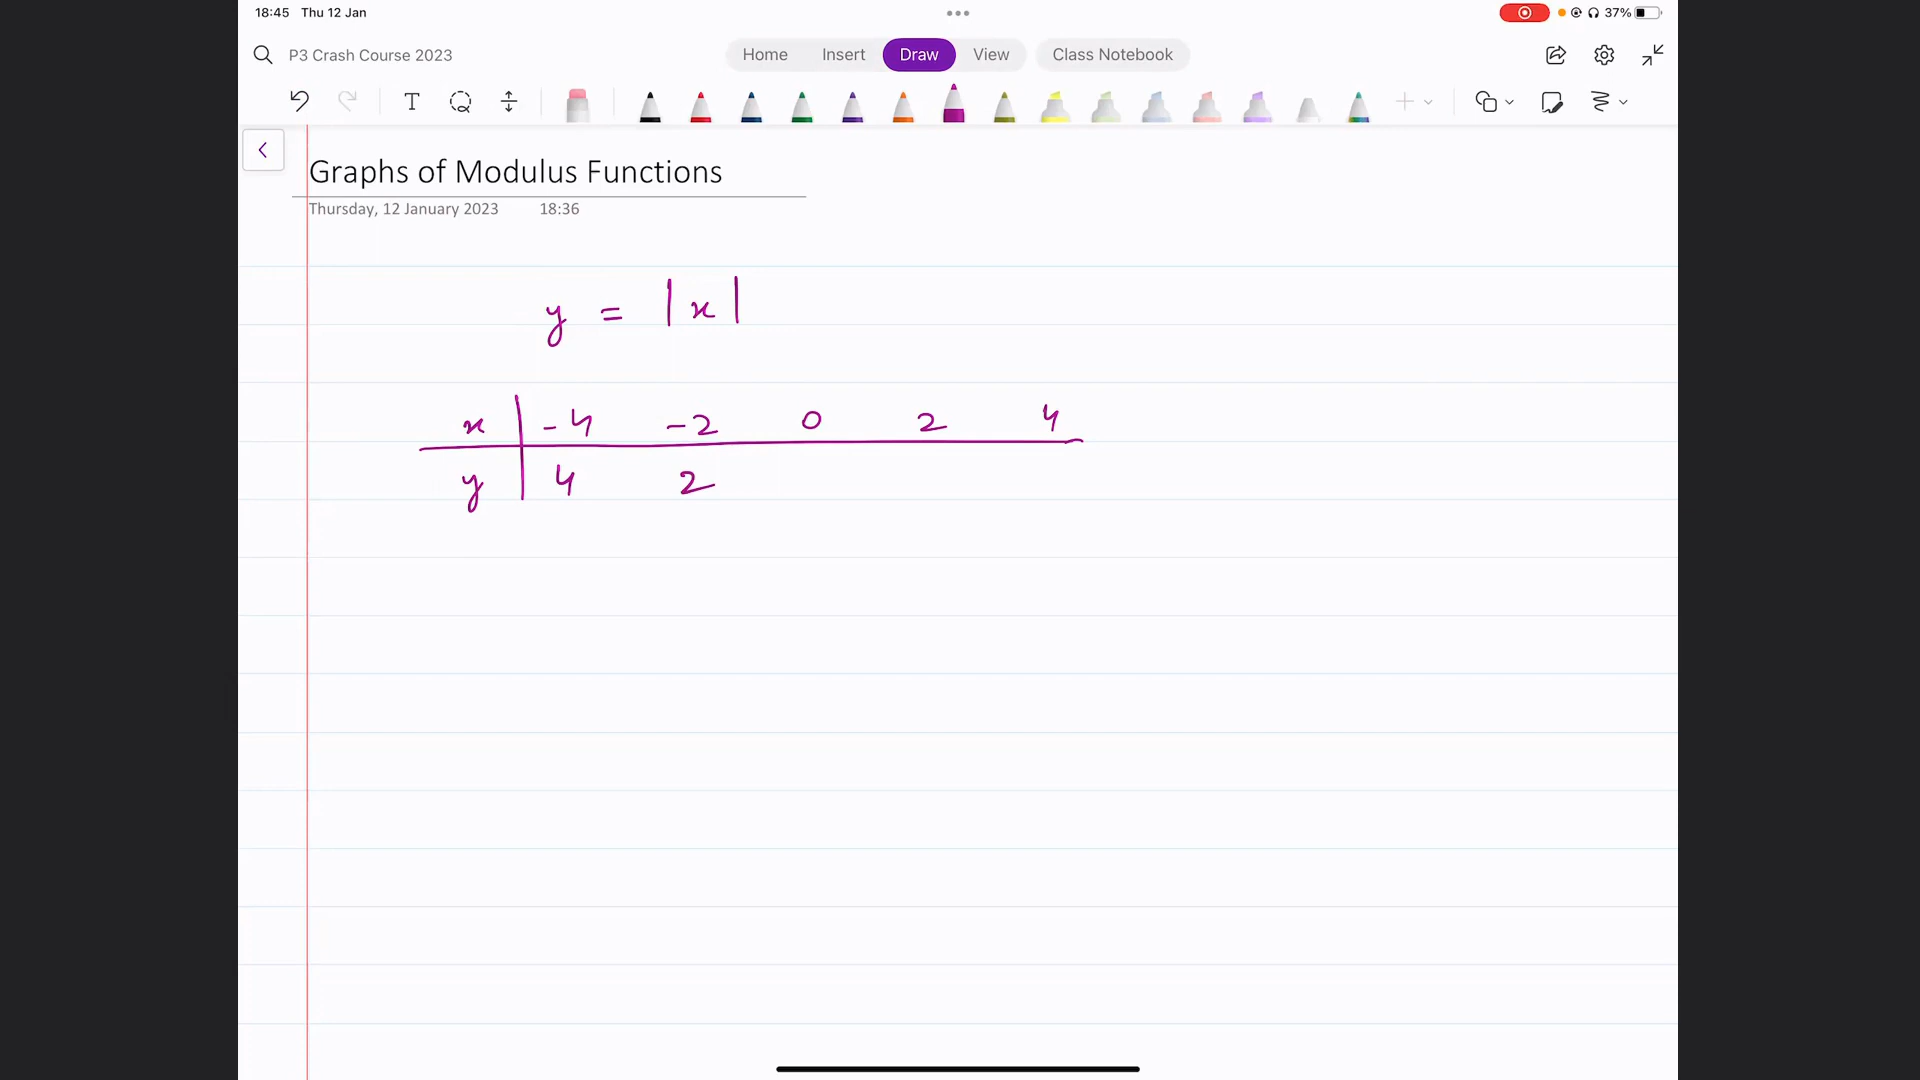 18:45 Thu 12 Jan
37%
P3 Crash Course 2023
Home Insert Draw View Class Notebook
T
Graphs of Modulus Functions
Thursday, 12 January 2023 18:36
y = |x|
x | -4 -2 0 2 4
y | 4 2